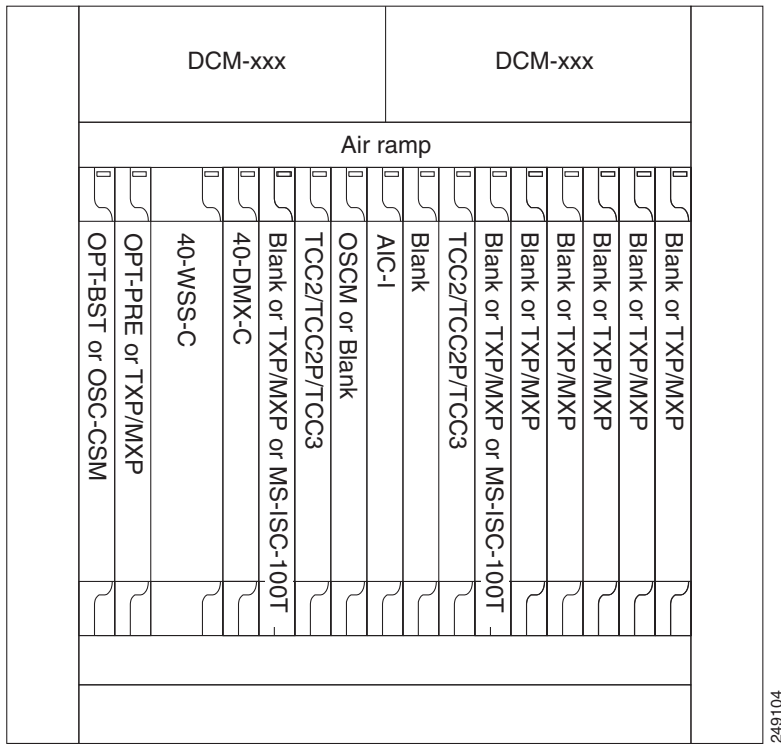 DCM-xxx
DCM-xxx
Air ramp
OPT-BST or OSC-CSM
OPT-PRE or TXP/MXP
40-WSS-C
40-DMX-C
Blank or TXP/MXP or MS-ISC-100T
TCC2/TCC2P/TCC3
OSCM or Blank
AIC-I
Blank
TCC2/TCC2P/TCC3
Blank or TXP/MXP or MS-ISC-100T
Blank or TXP/MXP
Blank or TXP/MXP
Blank or TXP/MXP
Blank or TXP/MXP
Blank or TXP/MXP
249104